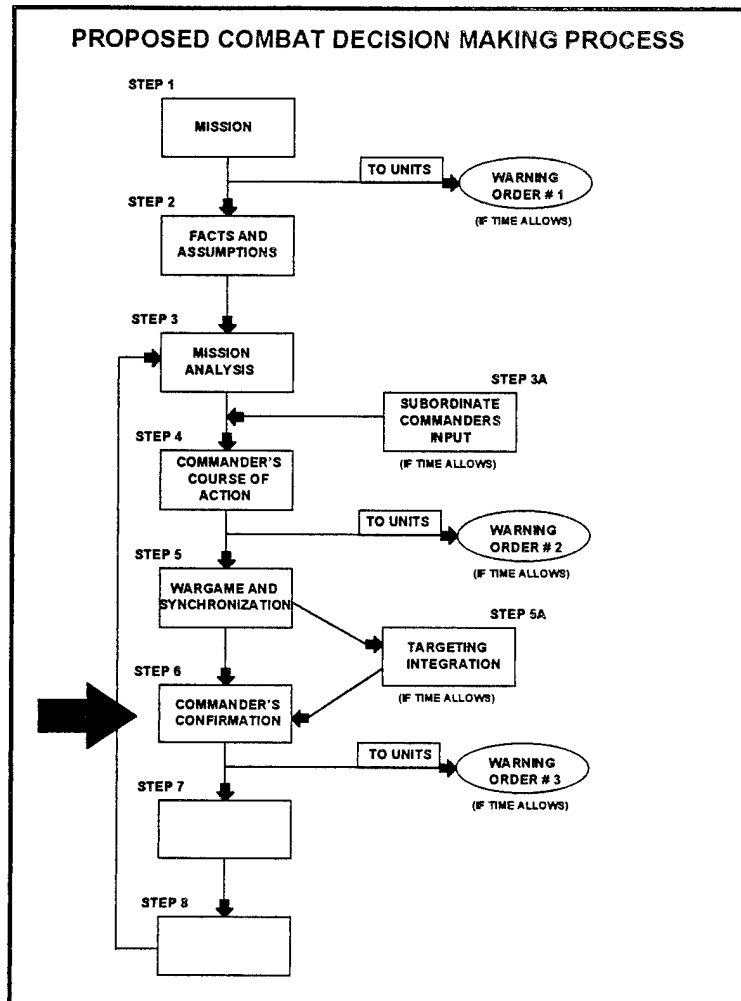 PROPOSED COMBAT DECISION MAKING PROCESS
STEP 1
MISSION
TO UNITS
WARNING
ORDER # 1
(IF TIME ALLOWS)
STEP 2
FACTS AND
ASSUMPTIONS
STEP 3
MISSION
ANALYSIS
STEP 3A
SUBORDINATE
COMMANDERS
INPUT
(IF TIME ALLOWS)
STEP 4
COMMANDER'S
COURSE OF
ACTION
TO UNITS
WARNING
ORDER # 2
(IF TIME ALLOWS)
STEP 5
WARGAME AND
SYNCHRONIZATION
STEP 5A
TARGETING
INTEGRATION
(IF TIME ALLOWS)
STEP 6
COMMANDER'S
CONFIRMATION
TO UNITS
WARNING
ORDER # 3
(IF TIME ALLOWS)
STEP 7
STEP 8